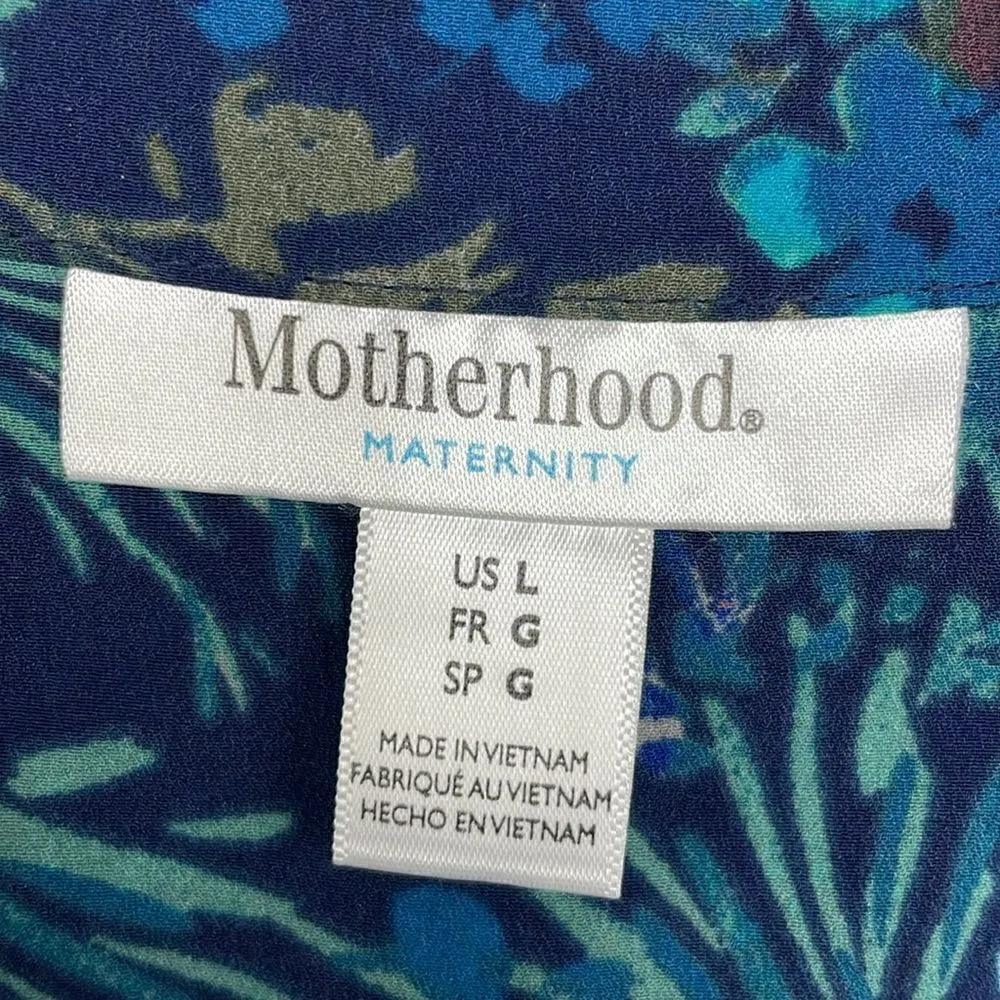 Motherhood®
MATERNITY
US L
FR G
SP G
MADE IN VIETNAM
FABRIQUÉ AU VIETNAM
HECHO EN VIETNAM